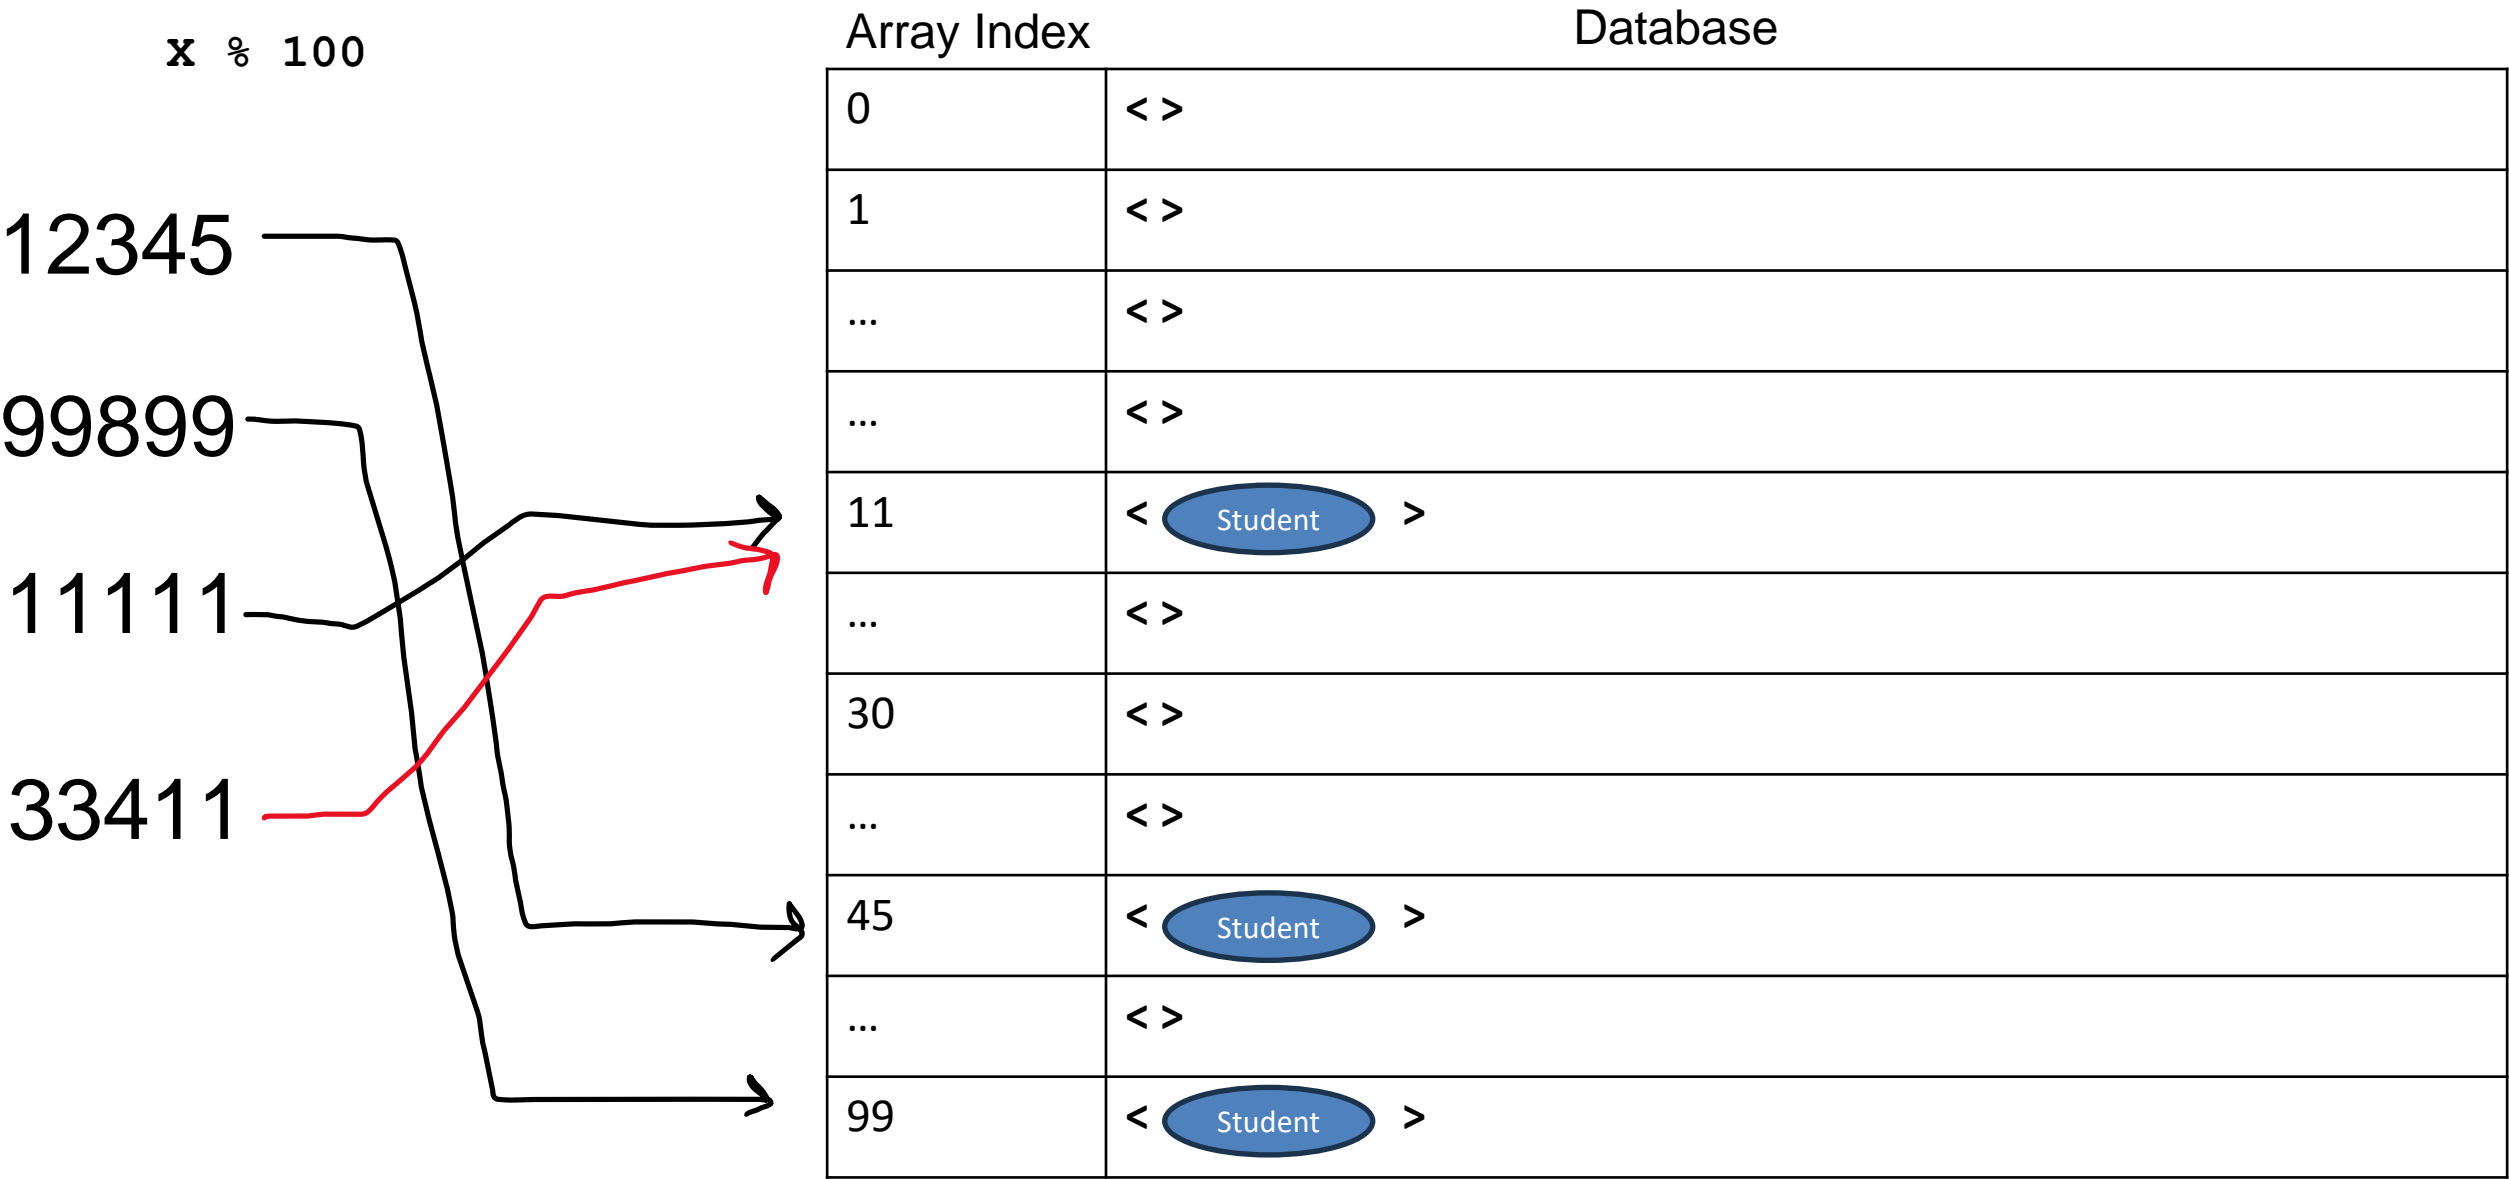 x % 100
12345
99899
11111
33411
Array Index Database
0 < >
1 < >
... < >
... < >
11 < Student >
... < >
30 < >
... < >
45 < Student >
... < >
99 < Student >